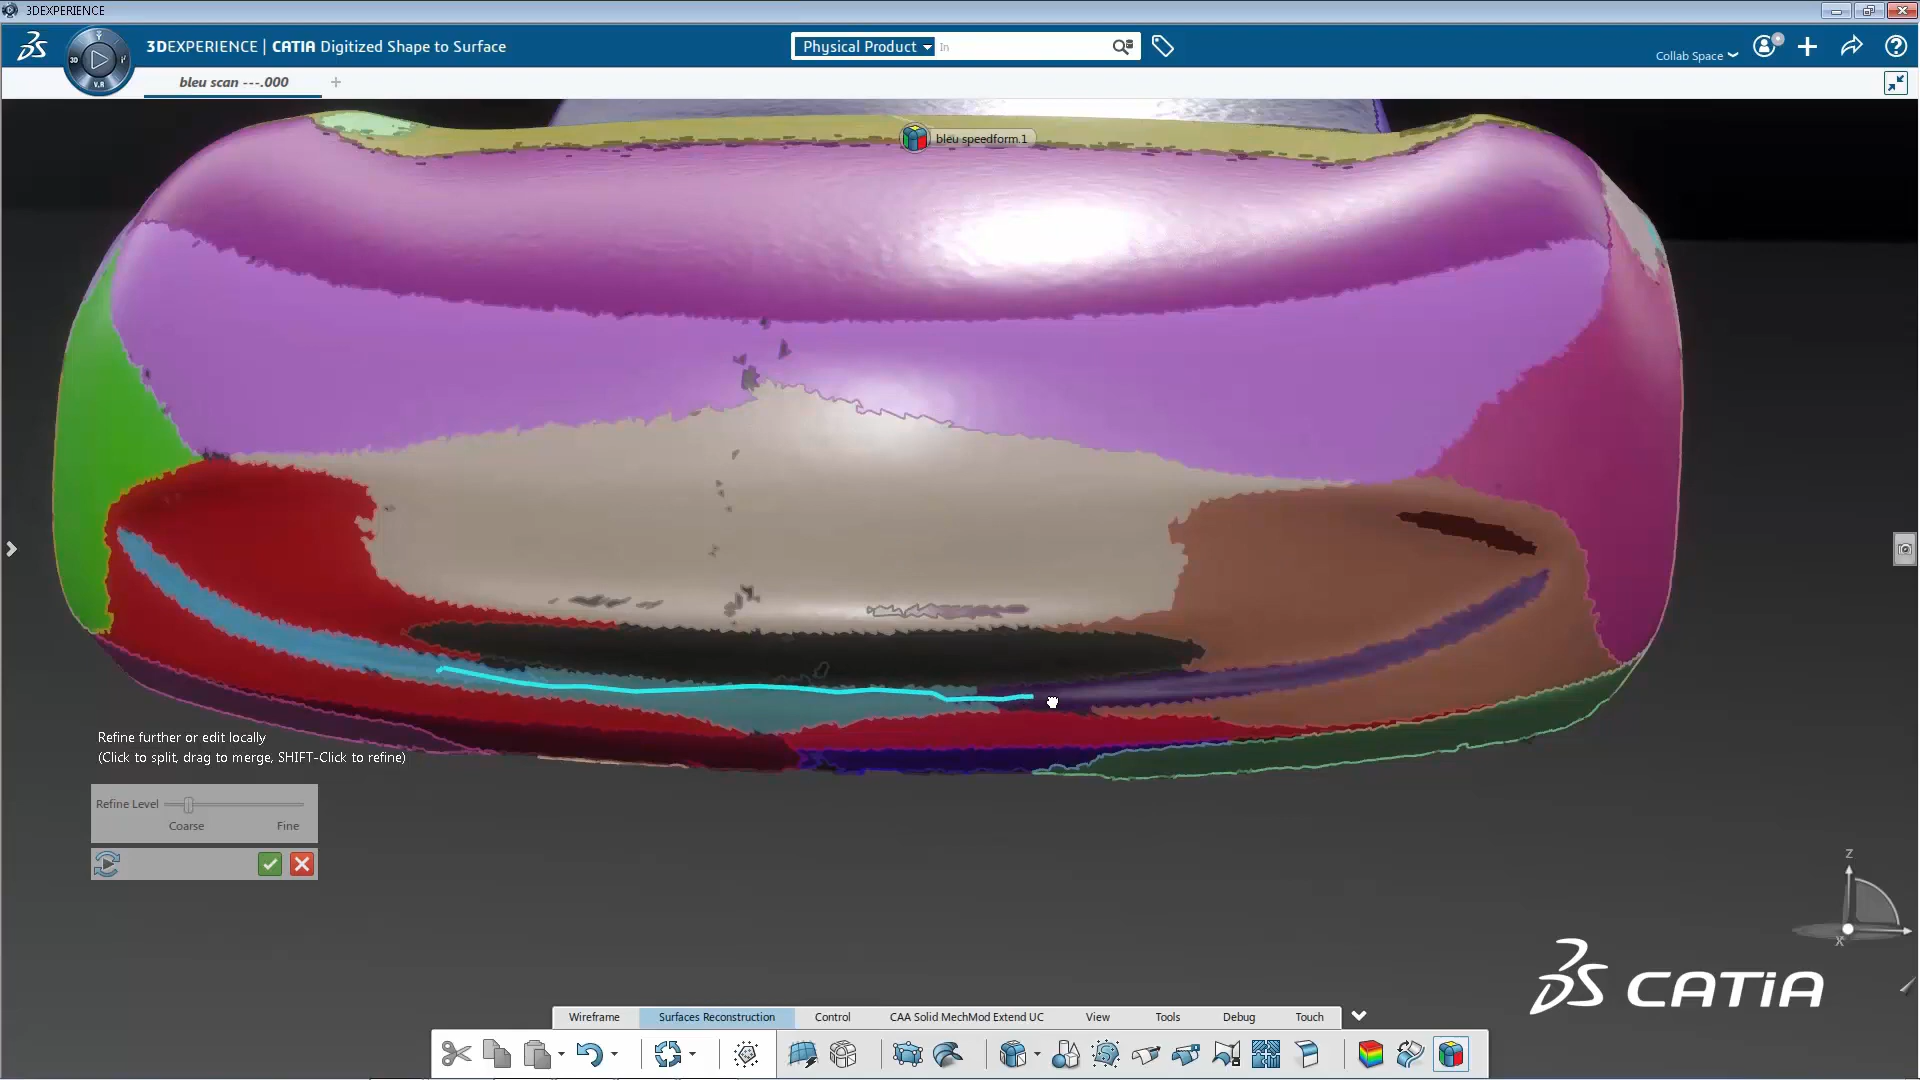 3DEXPERIENCE
3DEXPERIENCE | CATIA Digitized Shape to Surface
3D
V.R
Physical Product
In
Collab Space
bleu scan ---.000
+
bleu speedform.1
Refine further or edit locally
(Click to split, drag to merge, SHIFT-Click to refine)
Refine Level
Coarse
Fine
Z
X
CATIA
Wireframe
Surfaces Reconstruction
Control
CAA Solid MechMod Extend UC
View
Tools
Debug
Touch